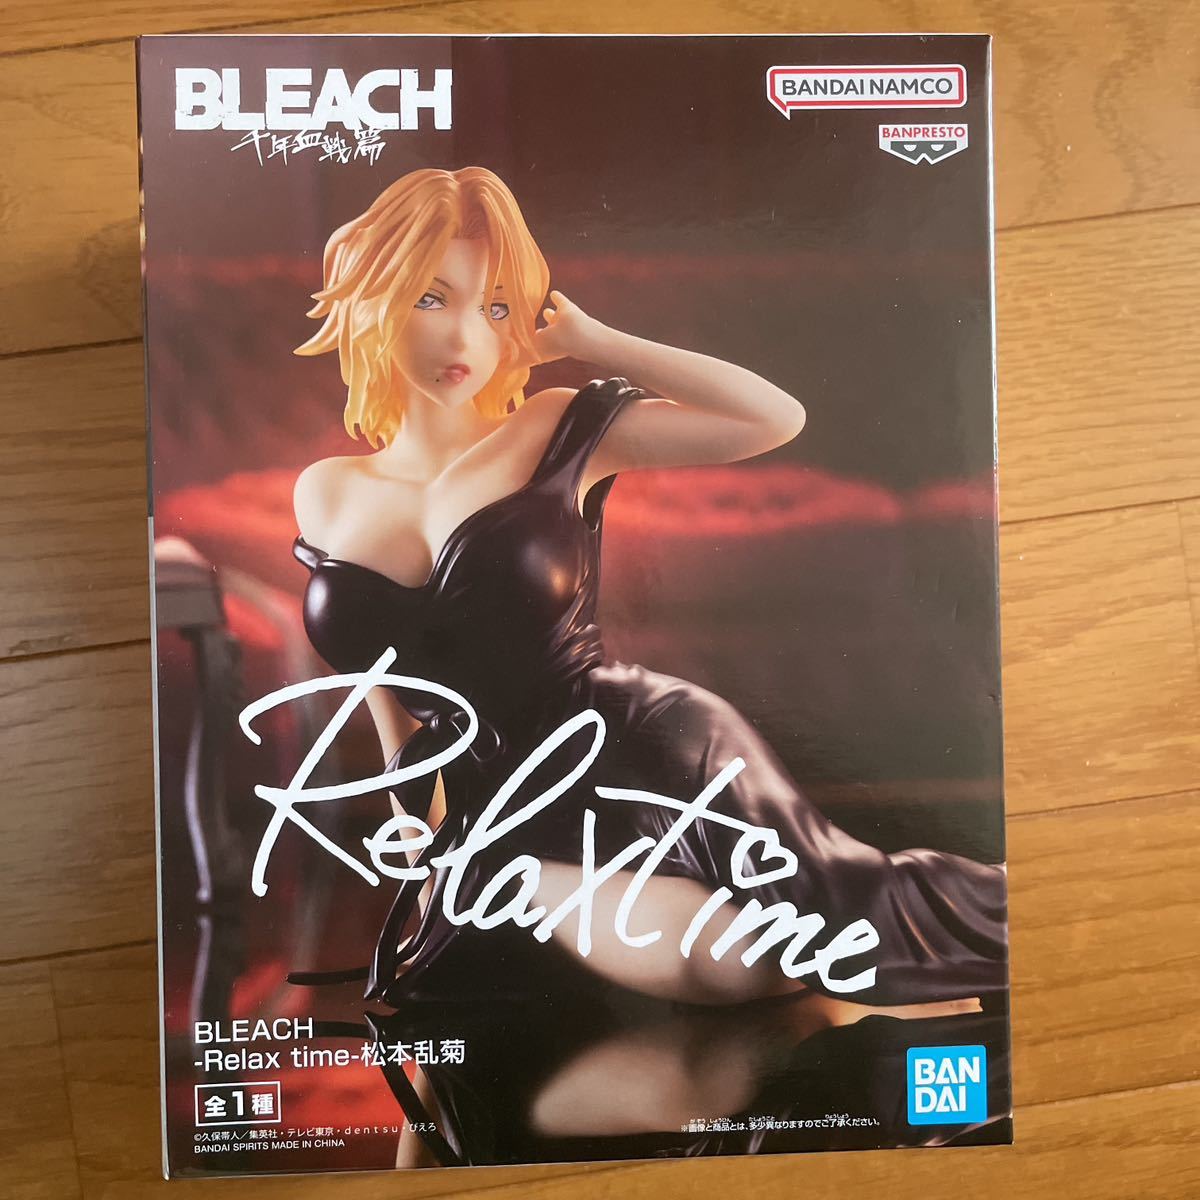 BLEACH
千年血戦篇
BANDAI NAMCO
BANPRESTO
Relax time
BLEACH
-Relax time-松本乱菊
全1種
©久保帯人/集英社・テレビ東京・dentsu・ぴえろ
BANDAI SPIRITS MADE IN CHINA
※画像と商品とは、多少異なりますのでご了承ください。
BAN
DAI